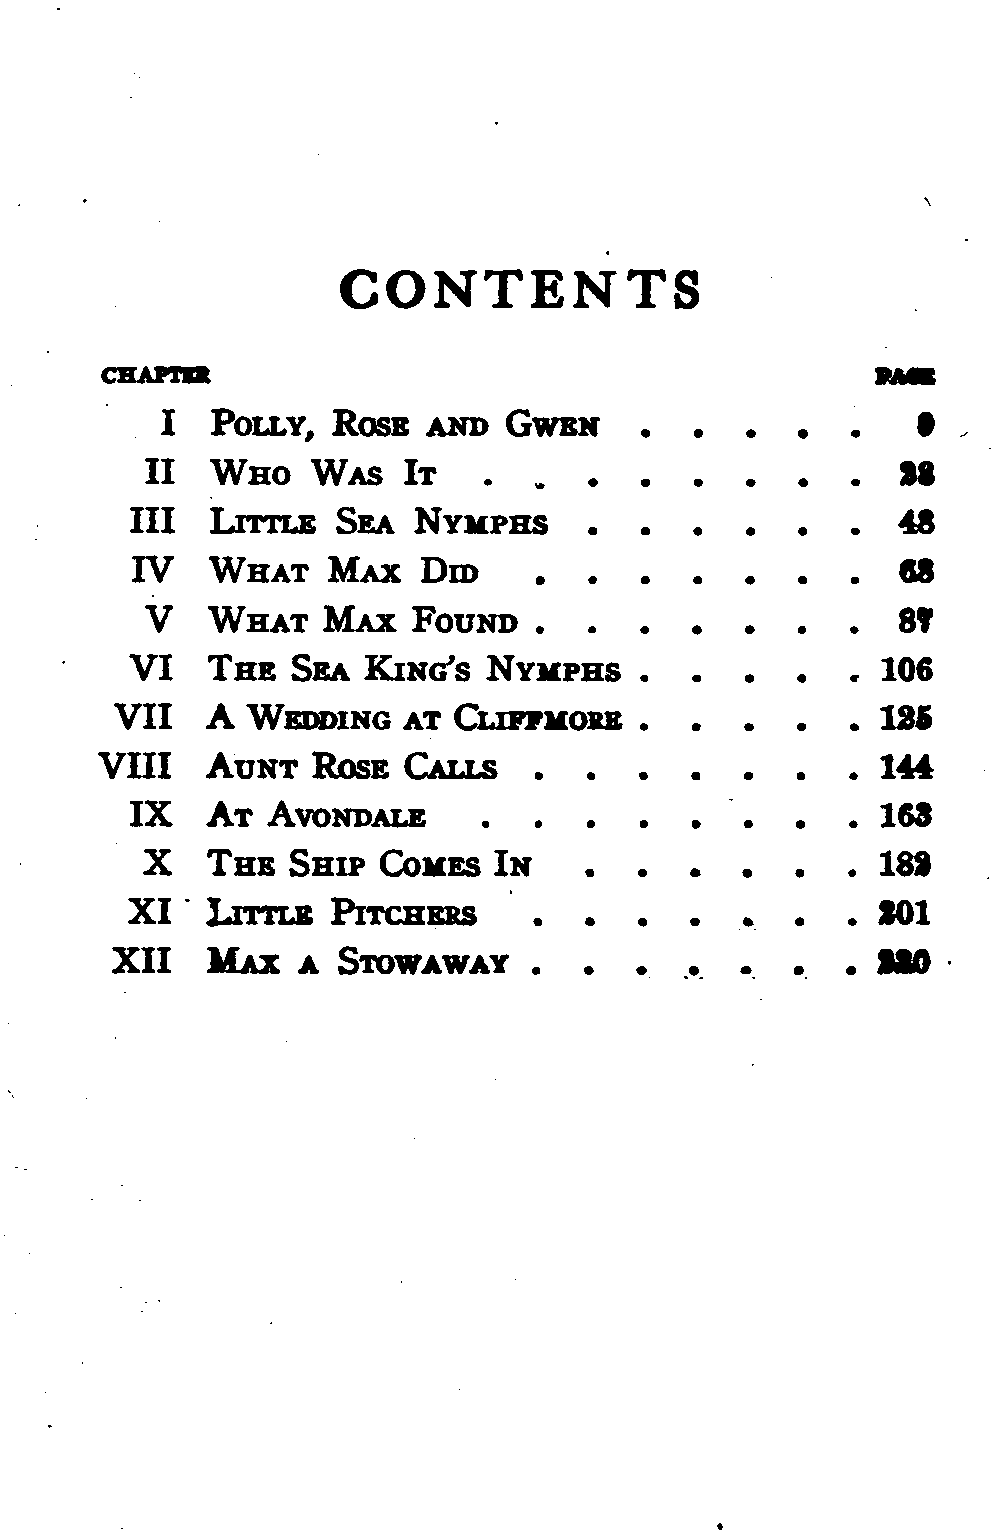 CONTENTS
CHAPTER PAGE
I POLLY, ROSE AND GWEN . . . . . 9
II WHO WAS IT . . . . . . . .
III LITTLE SEA NYMPHS . . . . . . 48
IV WHAT MAX DID . . . . . . . 68
V WHAT MAX FOUND . . . . . . . 87
VI THE SEA KING'S NYMPHS . . . . . 106
VII A WEDDING AT CLIFFMORE . . . . . 125
VIII AUNT ROSE CALLS . . . . . . . 144
IX AT AVONDALE . . . . . . . . 163
X THE SHIP COMES IN . . . . . . 182
XI LITTLE PITCHERS . . . . . . . 201
XII MAX A STOWAWAY . . . . . . . 220